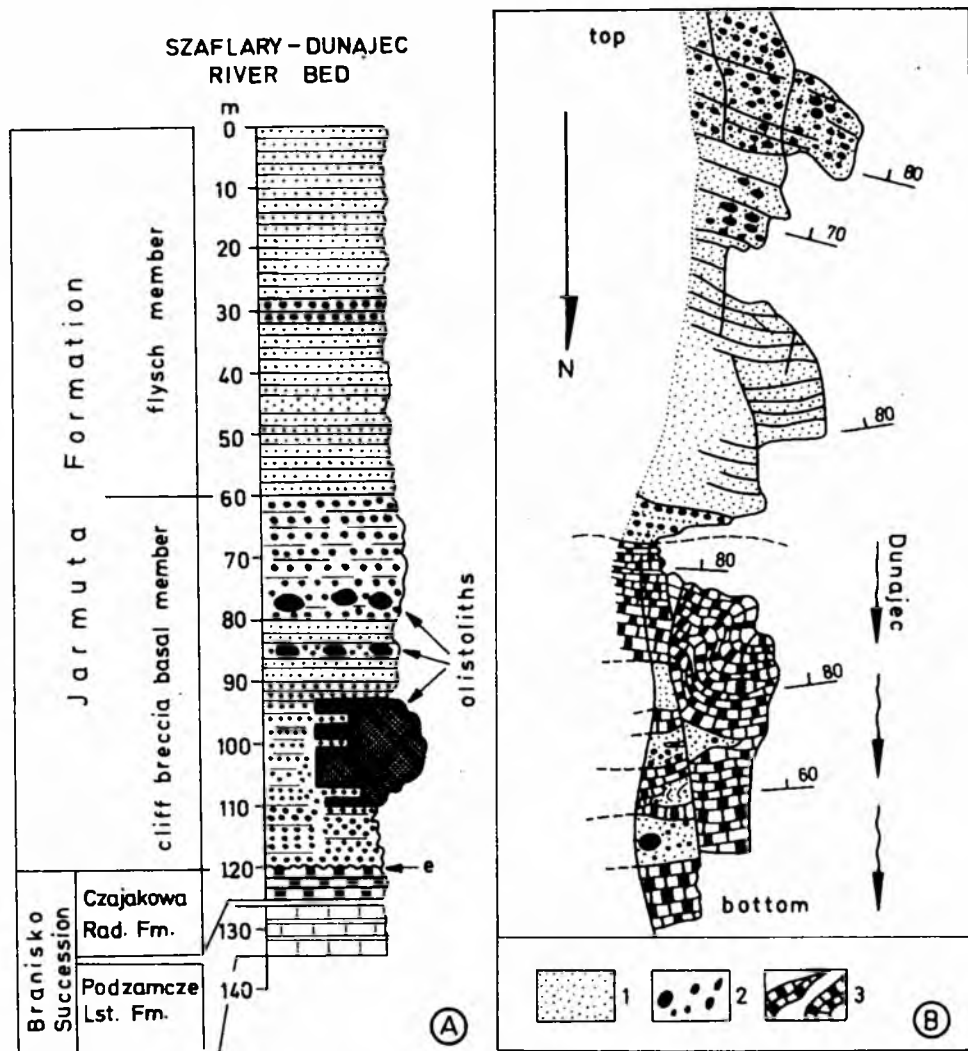 SZAFLARY-DUNAJEC
RIVER BED
m
0
10
20
30
40
50
60
70
80
90
100
110
120
130
140
Jarmuta Formation
flysch member
cliff breccia basal member
Branisko
Succession
Czajakowa
Rad. Fm.
Podzamcze
Lst. Fm.
olistoliths
e
A
top
N
80
70
80
80
80
60
Dunajec
bottom
1
2
3
B